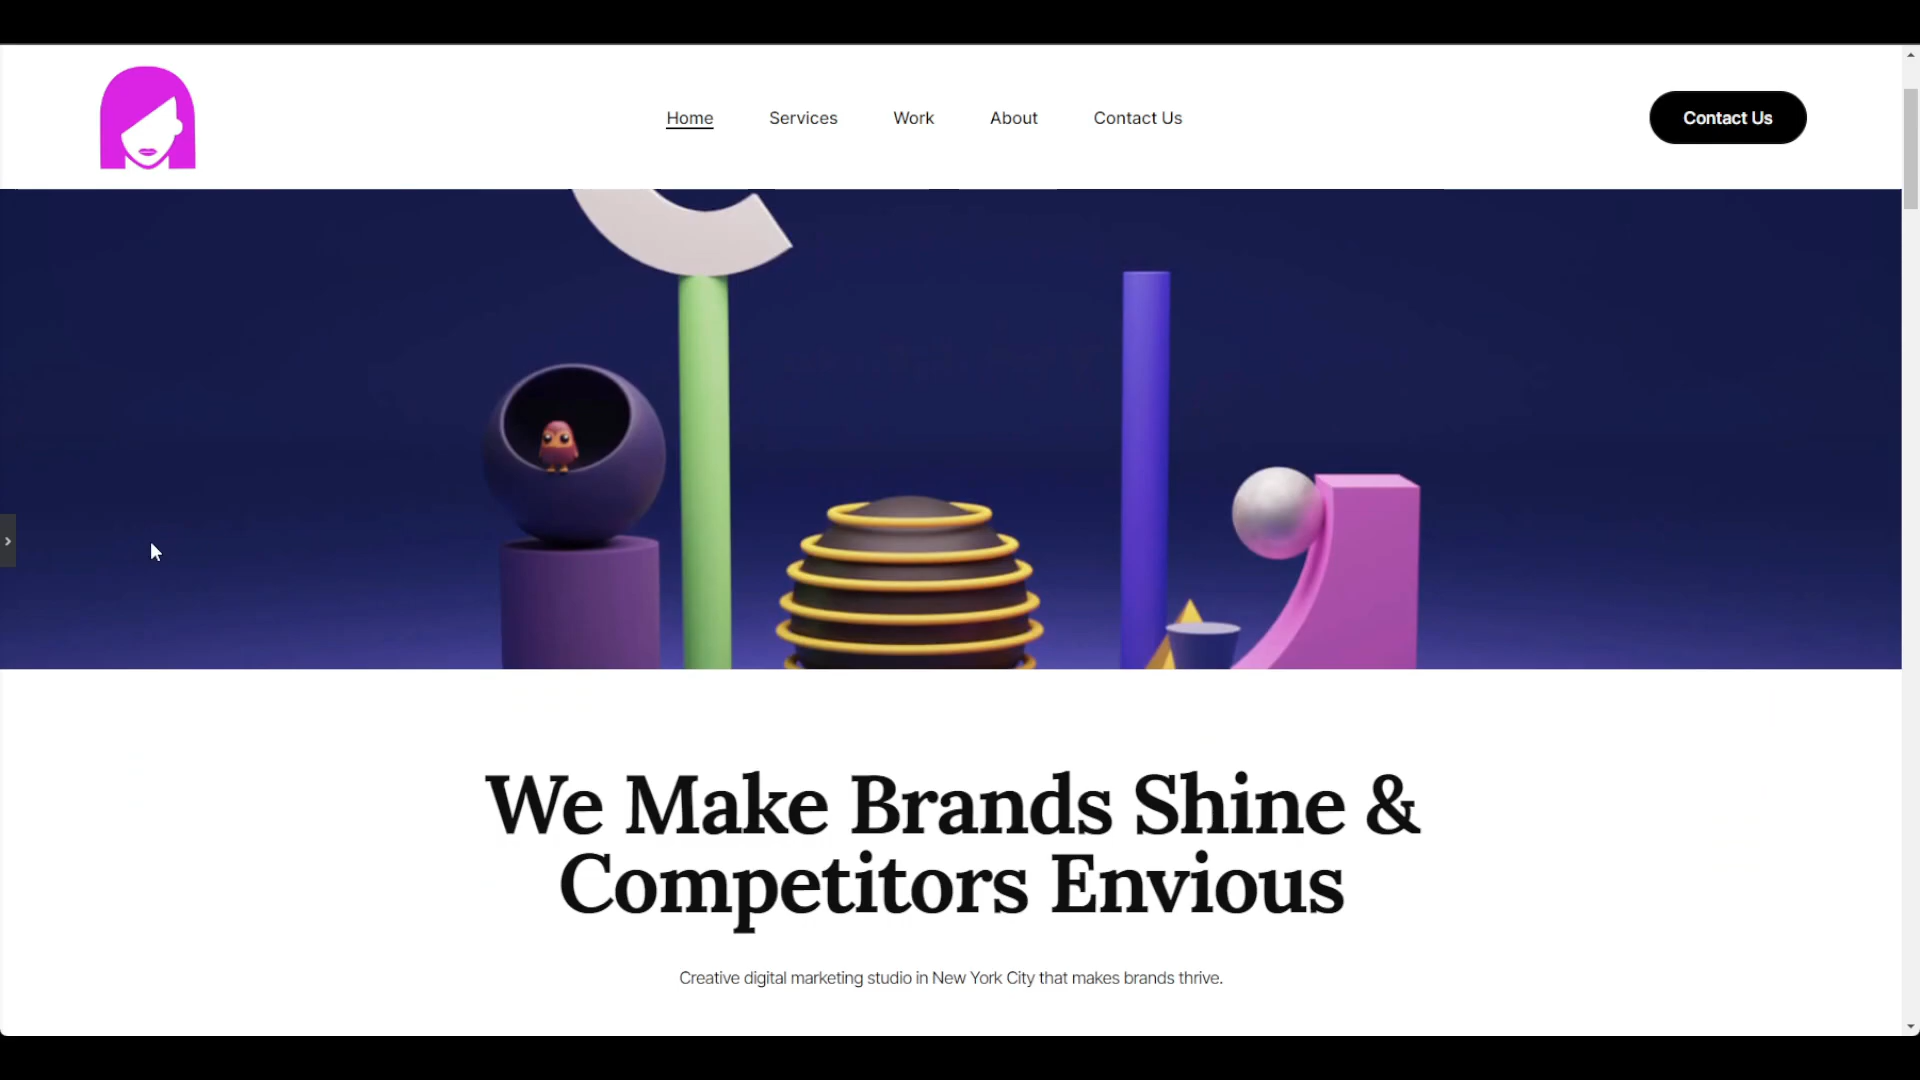 Home Services Work About Contact Us Contact Us
We Make Brands Shine &
Competitors Envious
Creative digital marketing studio in New York City that makes brands thrive.